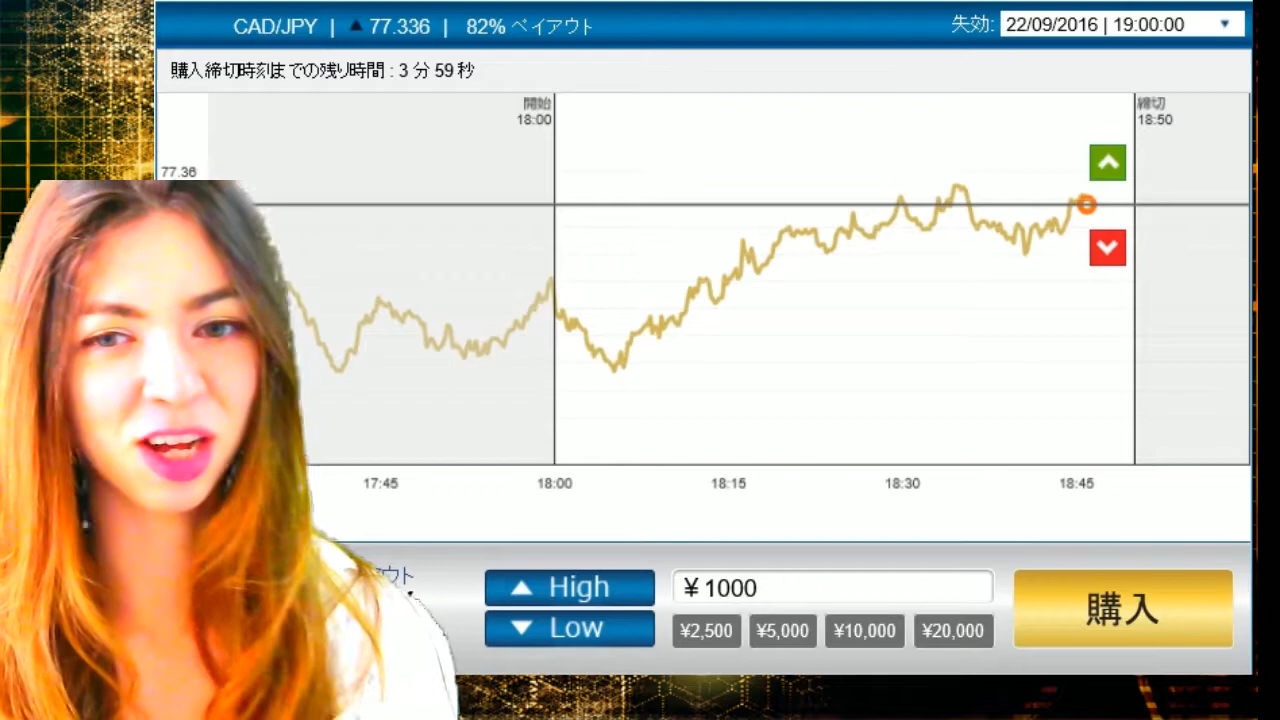 CAD/JPY | ▲ 77.336 | 82% ペイアウト
失効: 22/09/2016 | 19:00:00
購入締切時刻までの残り時間 : 3 分 59 秒
開始
18:00
締切
18:50
77.36
17:45 18:00 18:15 18:30 18:45
ウト
▲ High
▼ Low
¥ 1000
¥2,500 ¥5,000 ¥10,000 ¥20,000
購入